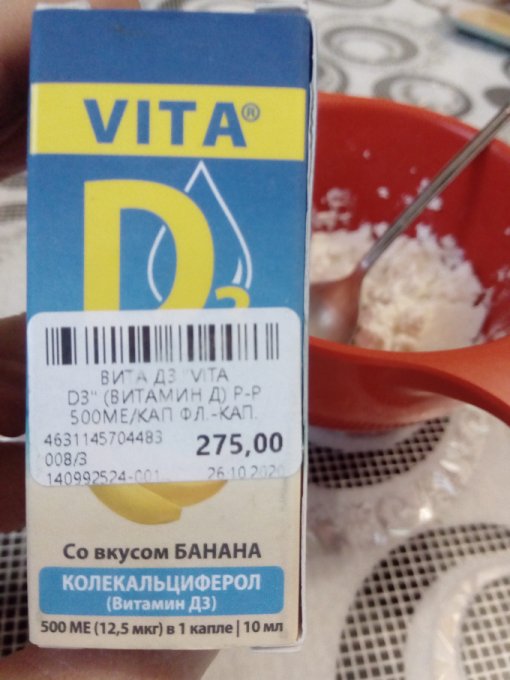 VITA®
D3
ВИТА Д3 "VITA
D3" (ВИТАМИН Д) Р-Р
500МЕ/КАП ФЛ.-КАП.
4631145704483
008/3
275,00
140992524-001 26.10.2020
Со вкусом БАНАНА
КОЛЕКАЛЬЦИФЕРОЛ
(Витамин Д3)
500 МЕ (12,5 мкг) в 1 капле | 10 мл